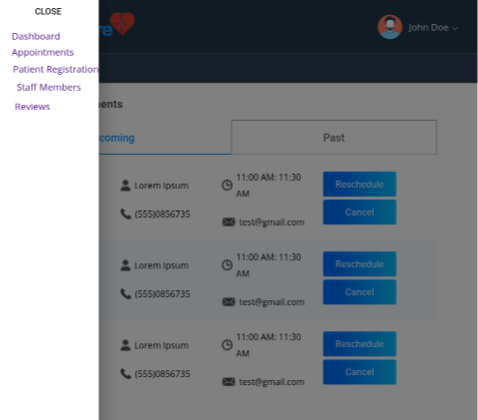 CLOSE
Dashboard
Appointments
Patient Registration
Staff Members
Reviews
re
John Doe
ents
coming
Past
Lorem Ipsum
11:00 AM: 11:30
AM
Reschedule
(555)0856735
test@gmail.com
Cancel
Lorem Ipsum
11:00 AM: 11:30
AM
Reschedule
(555)0856735
test@gmail.com
Cancel
Lorem Ipsum
11:00 AM: 11:30
AM
Reschedule
(555)0856735
test@gmail.com
Cancel